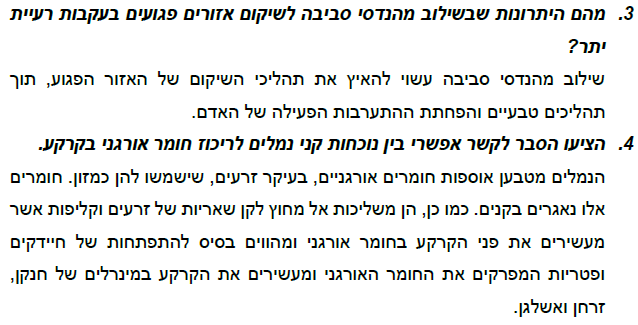 3. מהם היתרונות שבשילוב מהנדסי סביבה לשיקום אזורים פגועים בעקבות רעיית
יתר?
שילוב מהנדסי סביבה עשוי להאיץ את תהליכי השיקום של האזור הפגוע, תוך
תהליכים טבעיים והפחתת ההתערבות הפעילה של האדם.
4. הציעו הסבר לקשר אפשרי בין נוכחות קני נמלים לריכוז חומר אורגני בקרקע.
הנמלים מטבען אוספות חומרים אורגניים, בעיקר זרעים, שישמשו להן כמזון. חומרים
אלו נאגרים בקנים. כמו כן, הן משליכות אל מחוץ לקן שאריות של זרעים וקליפות אשר
מעשירים את פני הקרקע בחומר אורגני ומהווים בסיס להתפתחות של חיידקים
ופטריות המפרקים את החומר האורגני ומעשירים את הקרקע במינרלים של חנקן,
זרחן ואשלגן.